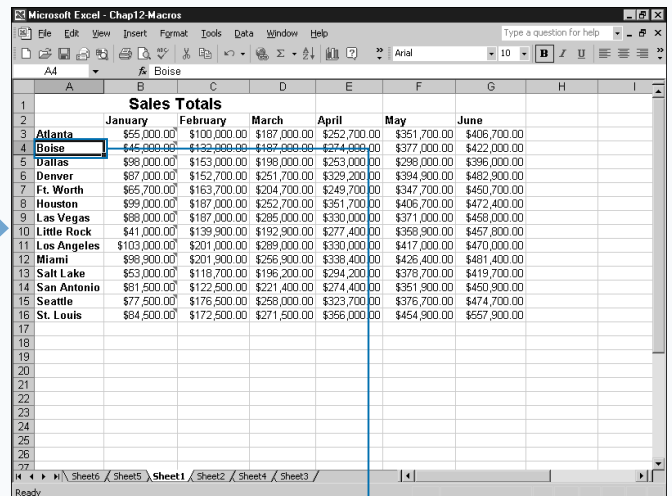 Microsoft Excel - Chap12-Macros
File Edit View Insert Format Tools Data Window Help Type a question for help
Arial 10 B I U
A4 fx Boise
A B C D E F G H I
1 Sales Totals
2 January February March April May June
3 Atlanta $55,000.00 $100,000.00 $187,000.00 $252,700.00 $351,700.00 $406,700.00
4 Boise $45,000.00 $132,000.00 $187,000.00 $274,000.00 $377,000.00 $422,000.00
5 Dallas $98,000.00 $153,000.00 $198,000.00 $253,000.00 $298,000.00 $396,000.00
6 Denver $87,000.00 $152,700.00 $251,700.00 $329,200.00 $394,900.00 $482,900.00
7 Ft. Worth $65,700.00 $163,700.00 $204,700.00 $249,700.00 $347,700.00 $450,700.00
8 Houston $99,000.00 $187,000.00 $252,700.00 $351,700.00 $406,700.00 $472,400.00
9 Las Vegas $88,000.00 $187,000.00 $285,000.00 $330,000.00 $371,000.00 $458,000.00
10 Little Rock $41,000.00 $139,900.00 $192,900.00 $277,400.00 $358,900.00 $457,800.00
11 Los Angeles $103,000.00 $201,000.00 $289,000.00 $330,000.00 $417,000.00 $470,000.00
12 Miami $98,900.00 $201,900.00 $256,900.00 $338,400.00 $426,400.00 $481,400.00
13 Salt Lake $53,000.00 $118,700.00 $196,200.00 $294,200.00 $378,700.00 $419,700.00
14 San Antonio $81,500.00 $122,500.00 $221,400.00 $274,400.00 $351,900.00 $450,900.00
15 Seattle $77,500.00 $176,500.00 $258,000.00 $323,700.00 $376,700.00 $474,700.00
16 St. Louis $84,500.00 $172,500.00 $271,500.00 $356,000.00 $454,900.00 $557,900.00
17
18
19
20
21
22
23
24
25
26
27
Sheet6 Sheet5 Sheet1 Sheet2 Sheet4 Sheet3
Ready